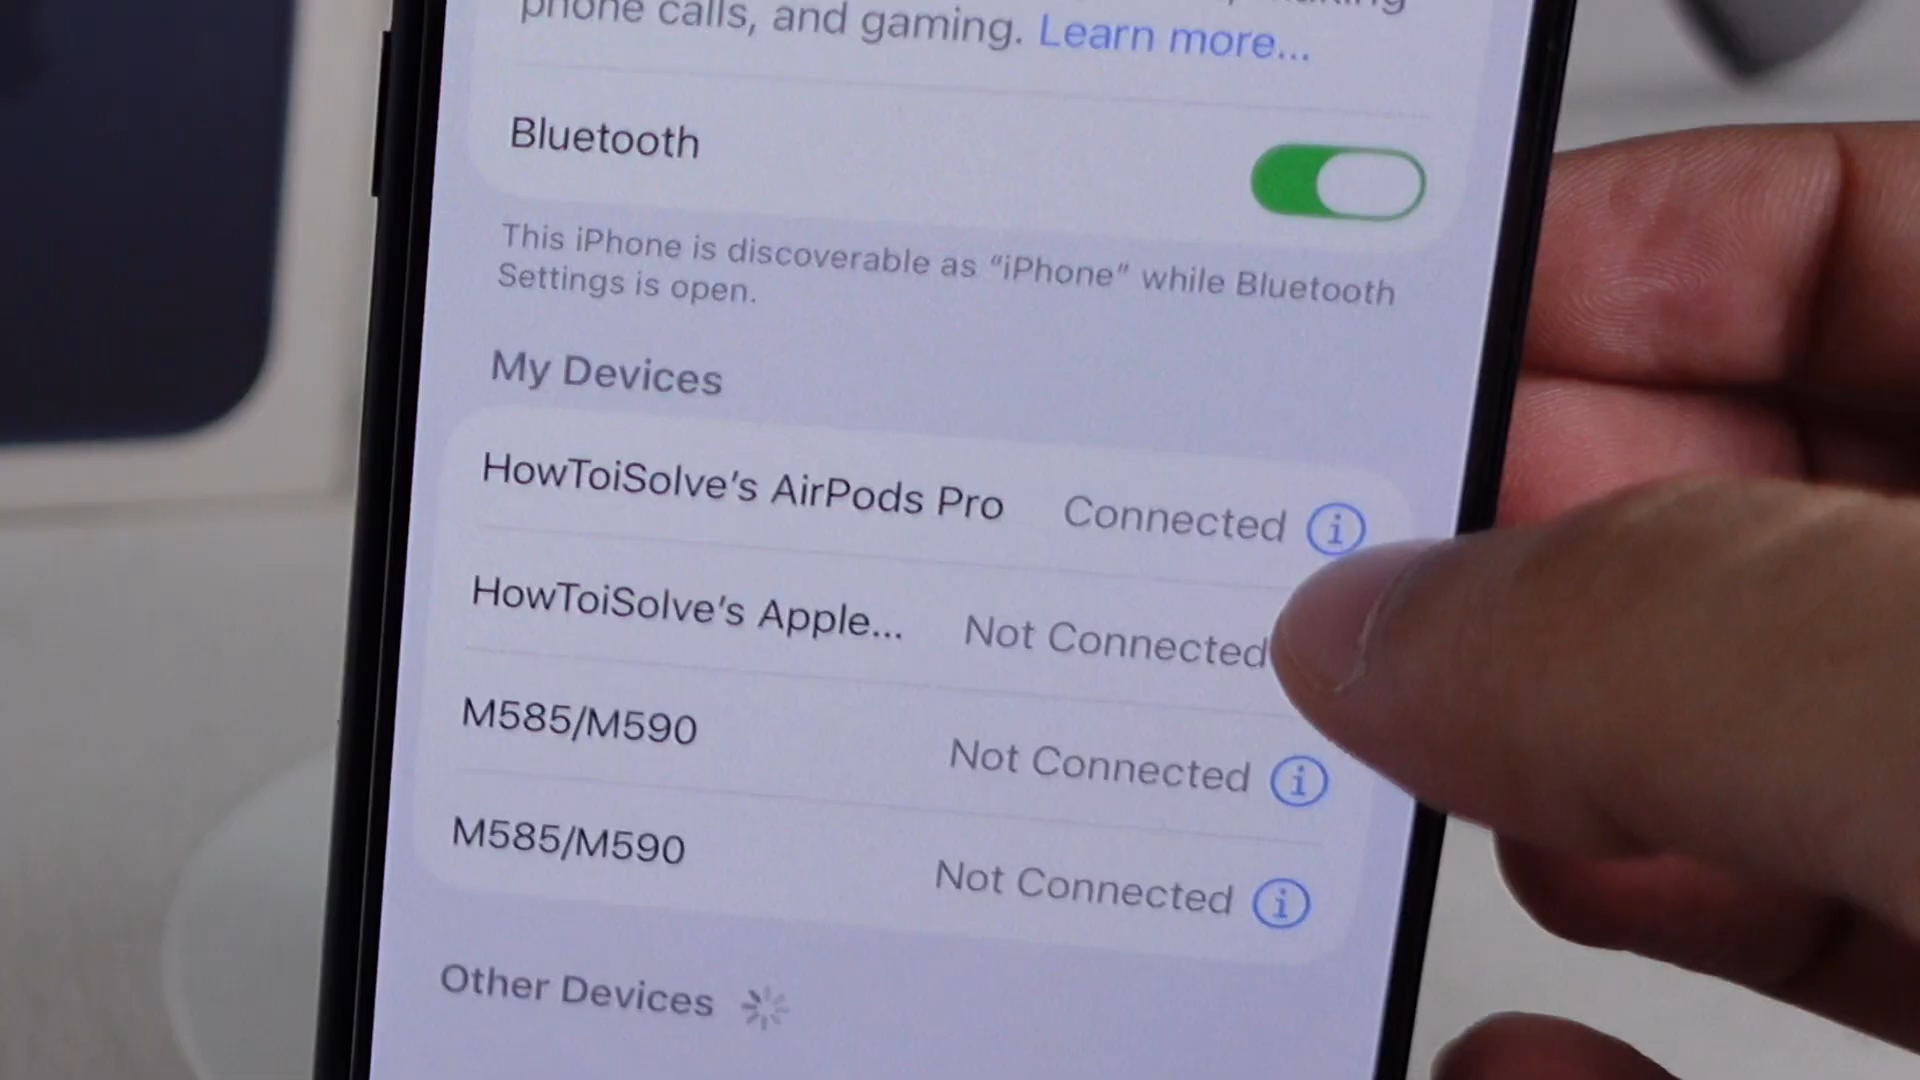 phone calls, and gaming. Learn more...
Bluetooth
This iPhone is discoverable as “iPhone” while Bluetooth
Settings is open.
My Devices
HowToiSolve’s AirPods Pro Connected
HowToiSolve’s Apple... Not Connected
M585/M590 Not Connected
M585/M590 Not Connected
Other Devices